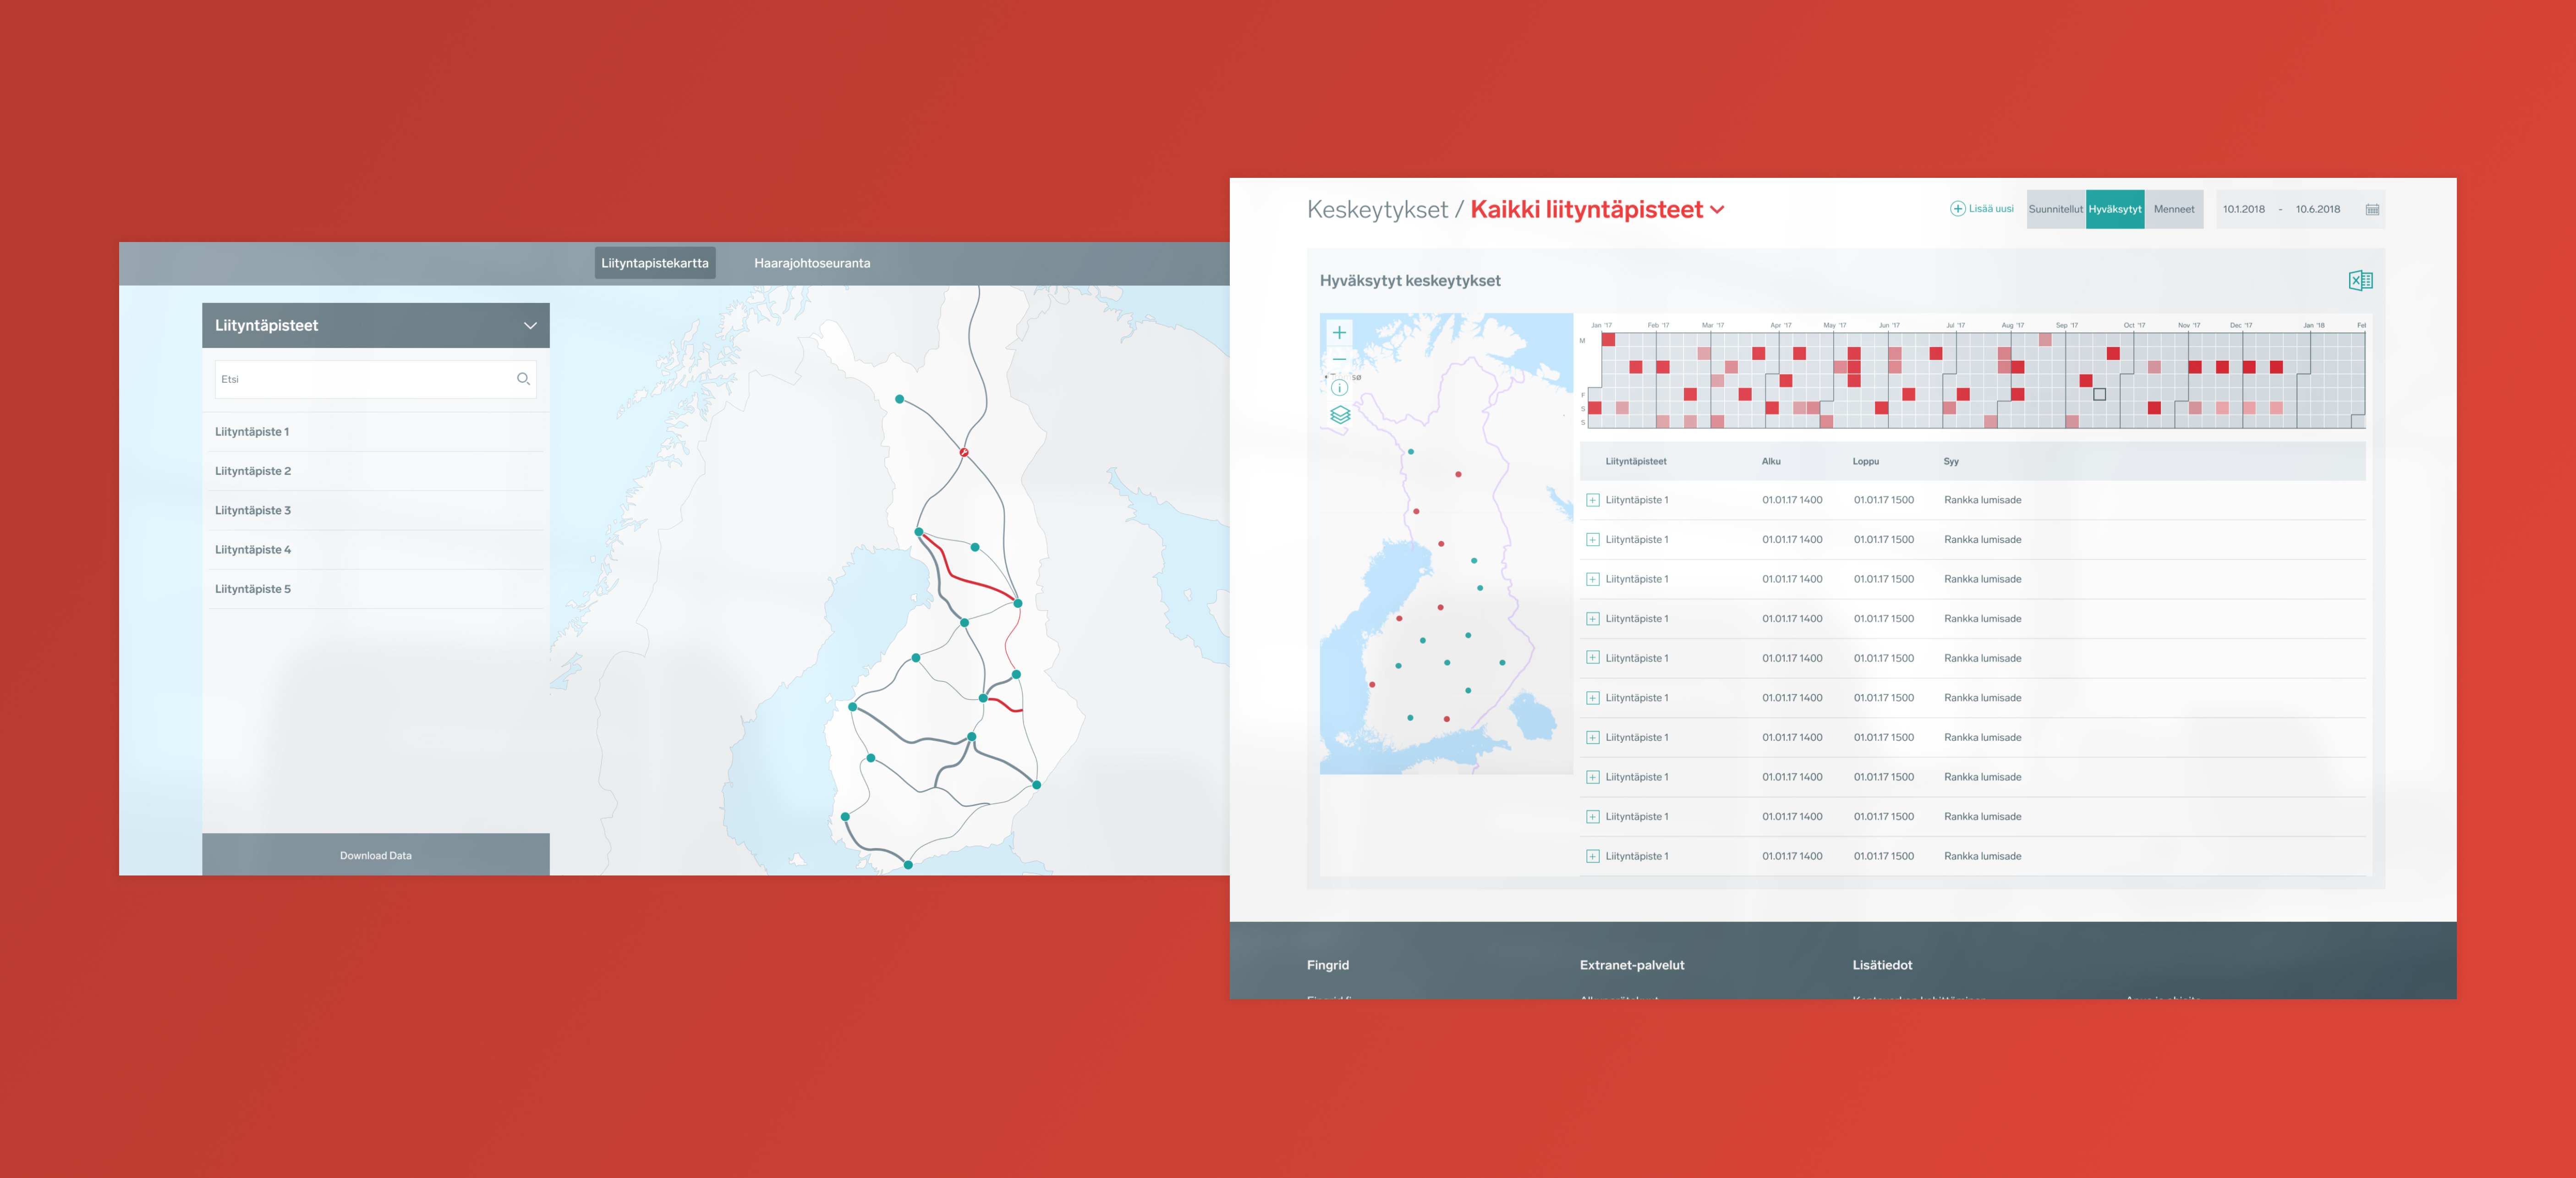 Liityntapistekartta
Haarajohtoseuranta
Liityntäpisteet
Etsi
Liityntäpiste 1
Liityntäpiste 2
Liityntäpiste 3
Liityntäpiste 4
Liityntäpiste 5
Download Data
Keskeytykset / Kaikki liityntäpisteet
Lisää uusi
Suunnitellut
Hyväksytyt
Menneet
10.1.2018 - 10.6.2018
Hyväksytyt keskeytykset
sø
Jan '17 Feb '17 Mar '17 Apr '17 May '17 Jun '17 Jul '17 Aug '17 Sep '17 Oct '17 Nov '17 Dec '17 Jan '18 Fel
M
F
S
S
Liityntäpisteet Alku Loppu Syy
Liityntäpiste 1 01.01.17 1400 01.01.17 1500 Rankka lumisade
Liityntäpiste 1 01.01.17 1400 01.01.17 1500 Rankka lumisade
Liityntäpiste 1 01.01.17 1400 01.01.17 1500 Rankka lumisade
Liityntäpiste 1 01.01.17 1400 01.01.17 1500 Rankka lumisade
Liityntäpiste 1 01.01.17 1400 01.01.17 1500 Rankka lumisade
Liityntäpiste 1 01.01.17 1400 01.01.17 1500 Rankka lumisade
Liityntäpiste 1 01.01.17 1400 01.01.17 1500 Rankka lumisade
Liityntäpiste 1 01.01.17 1400 01.01.17 1500 Rankka lumisade
Liityntäpiste 1 01.01.17 1400 01.01.17 1500 Rankka lumisade
Liityntäpiste 1 01.01.17 1400 01.01.17 1500 Rankka lumisade
Fingrid Extranet-palvelut Lisätiedot